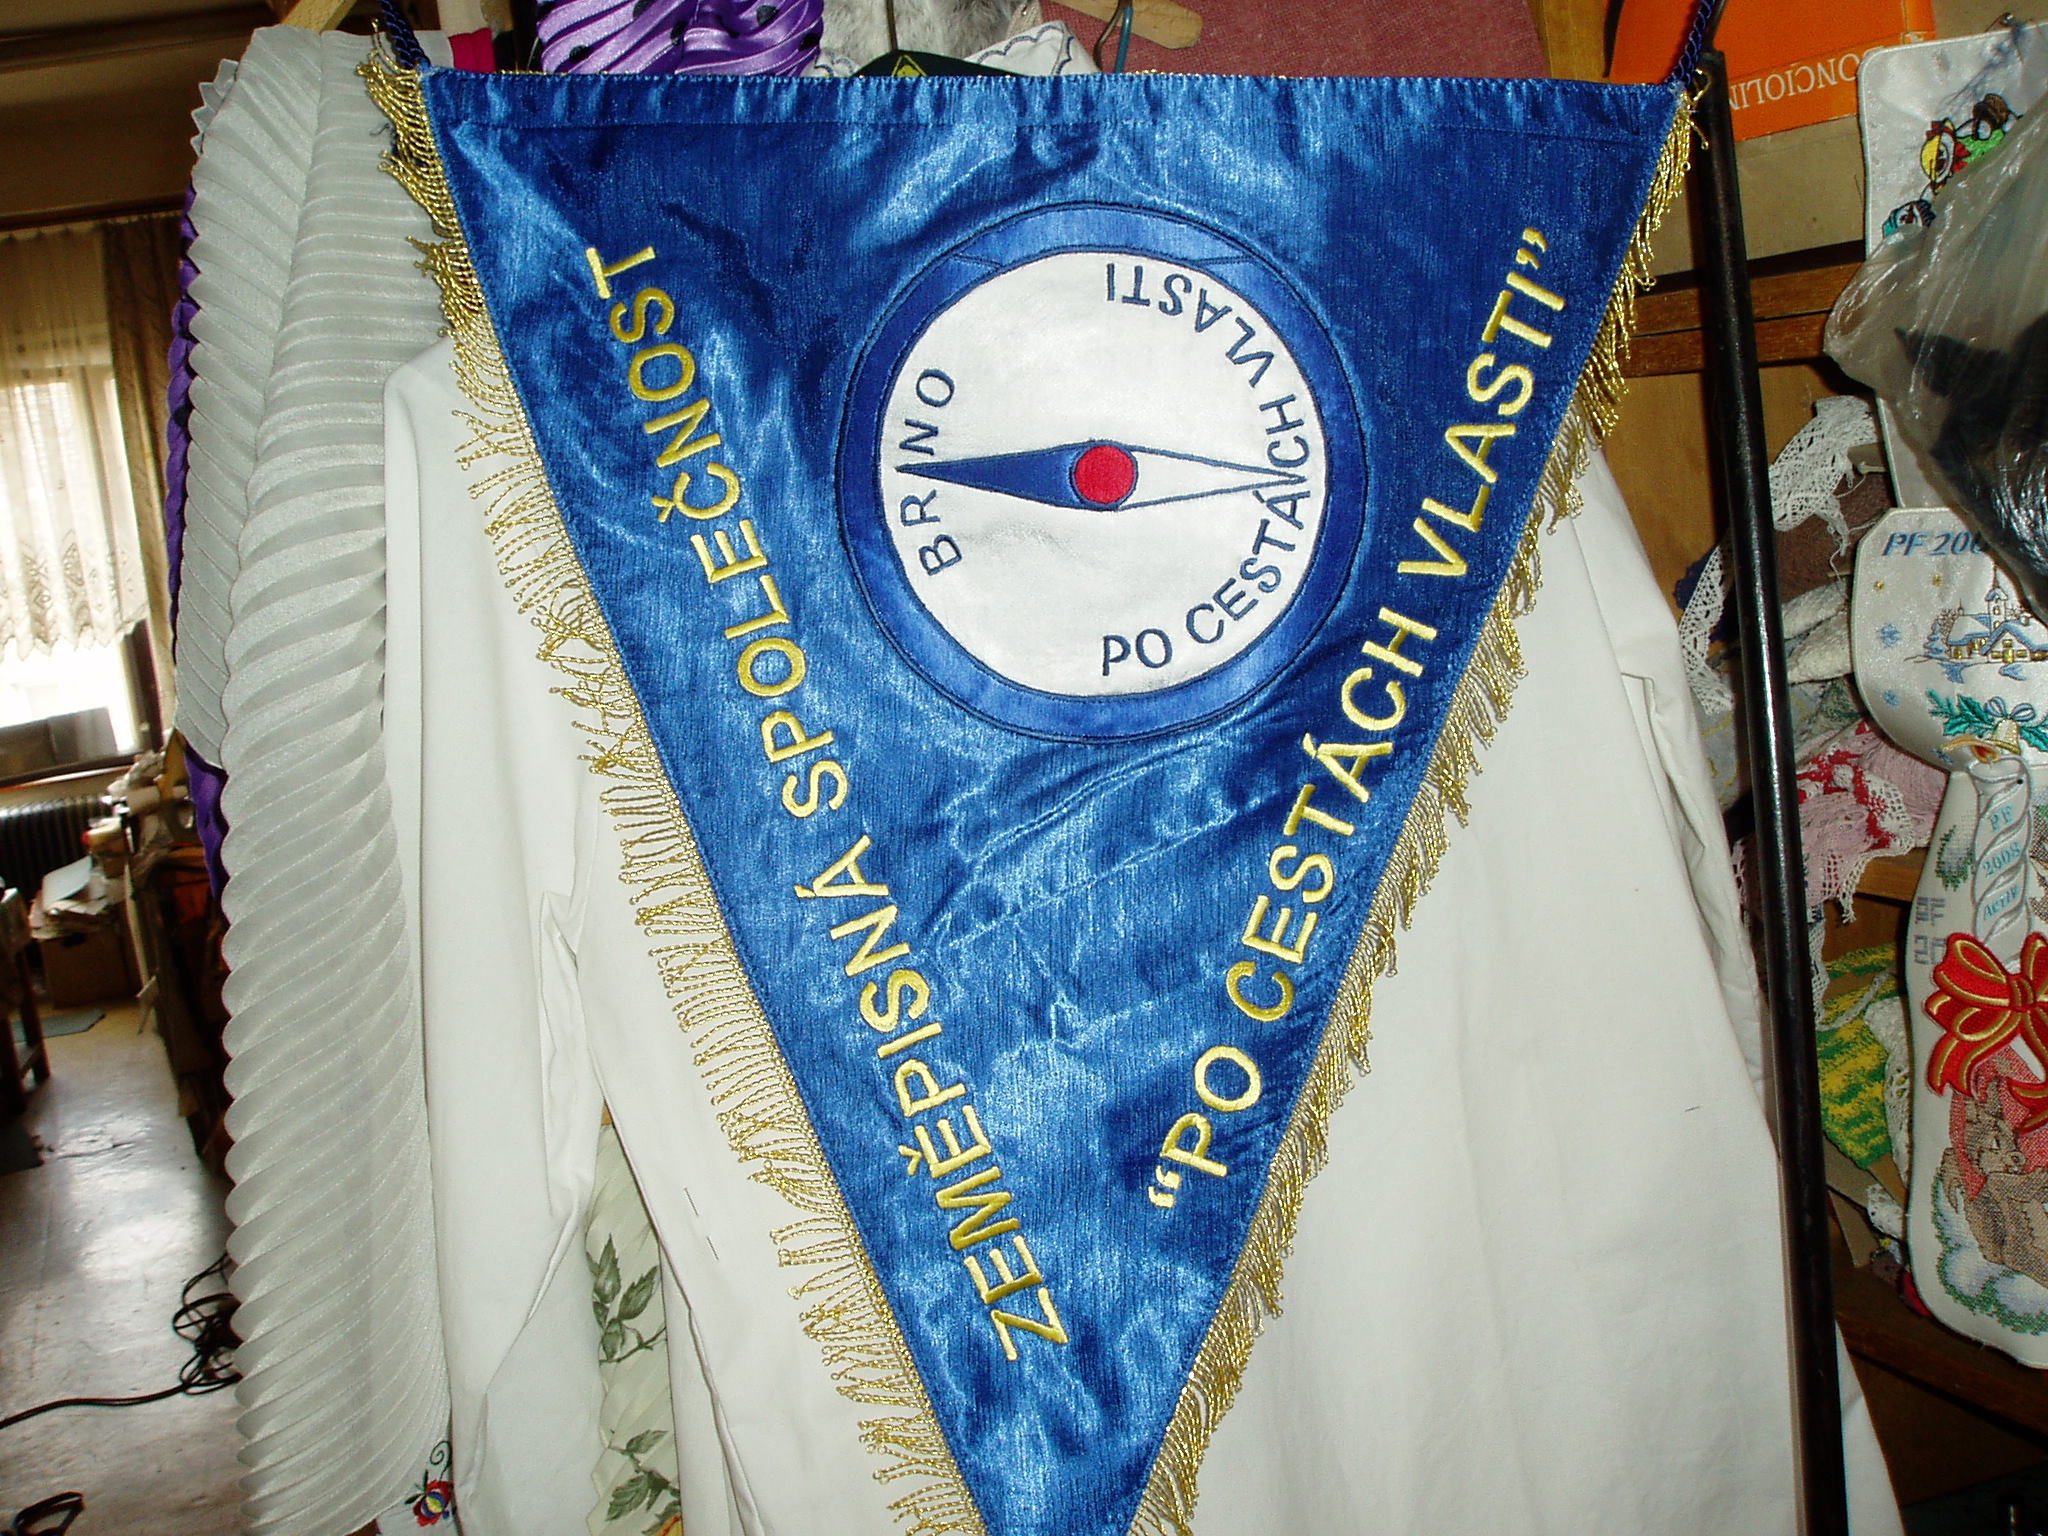 ZEMĚPISNÁ SPOLEČNOST
“PO CESTÁCH VLASTI”
BRNO
PO CESTÁCH VLASTI
PF 200
PF
2008